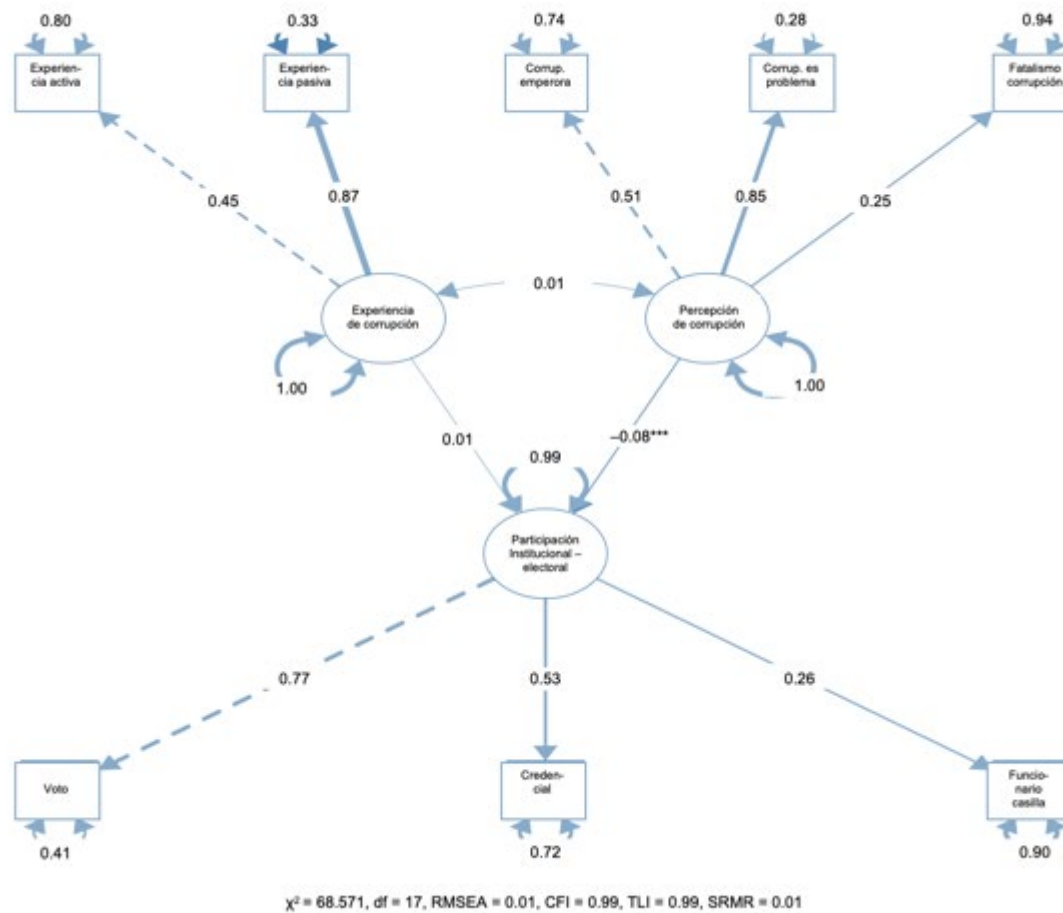 0.80
0.33
0.74
0.28
0.94
Experien-
cia activa
Experien-
cia pasiva
Corrup.
emperora
Corrup. es
problema
Fatalismo
corrupción
0.45
0.87
0.51
0.85
0.25
0.01
Experiencia
de corrupción
Percepción
de corrupción
1.00
1.00
0.01
–0.08***
0.99
Participación
Institucional –
electoral
0.77
0.53
0.26
Voto
Creden-
cial
Funcio-
nario
casilla
0.41
0.72
0.90
χ² = 68.571, df = 17, RMSEA = 0.01, CFI = 0.99, TLI = 0.99, SRMR = 0.01